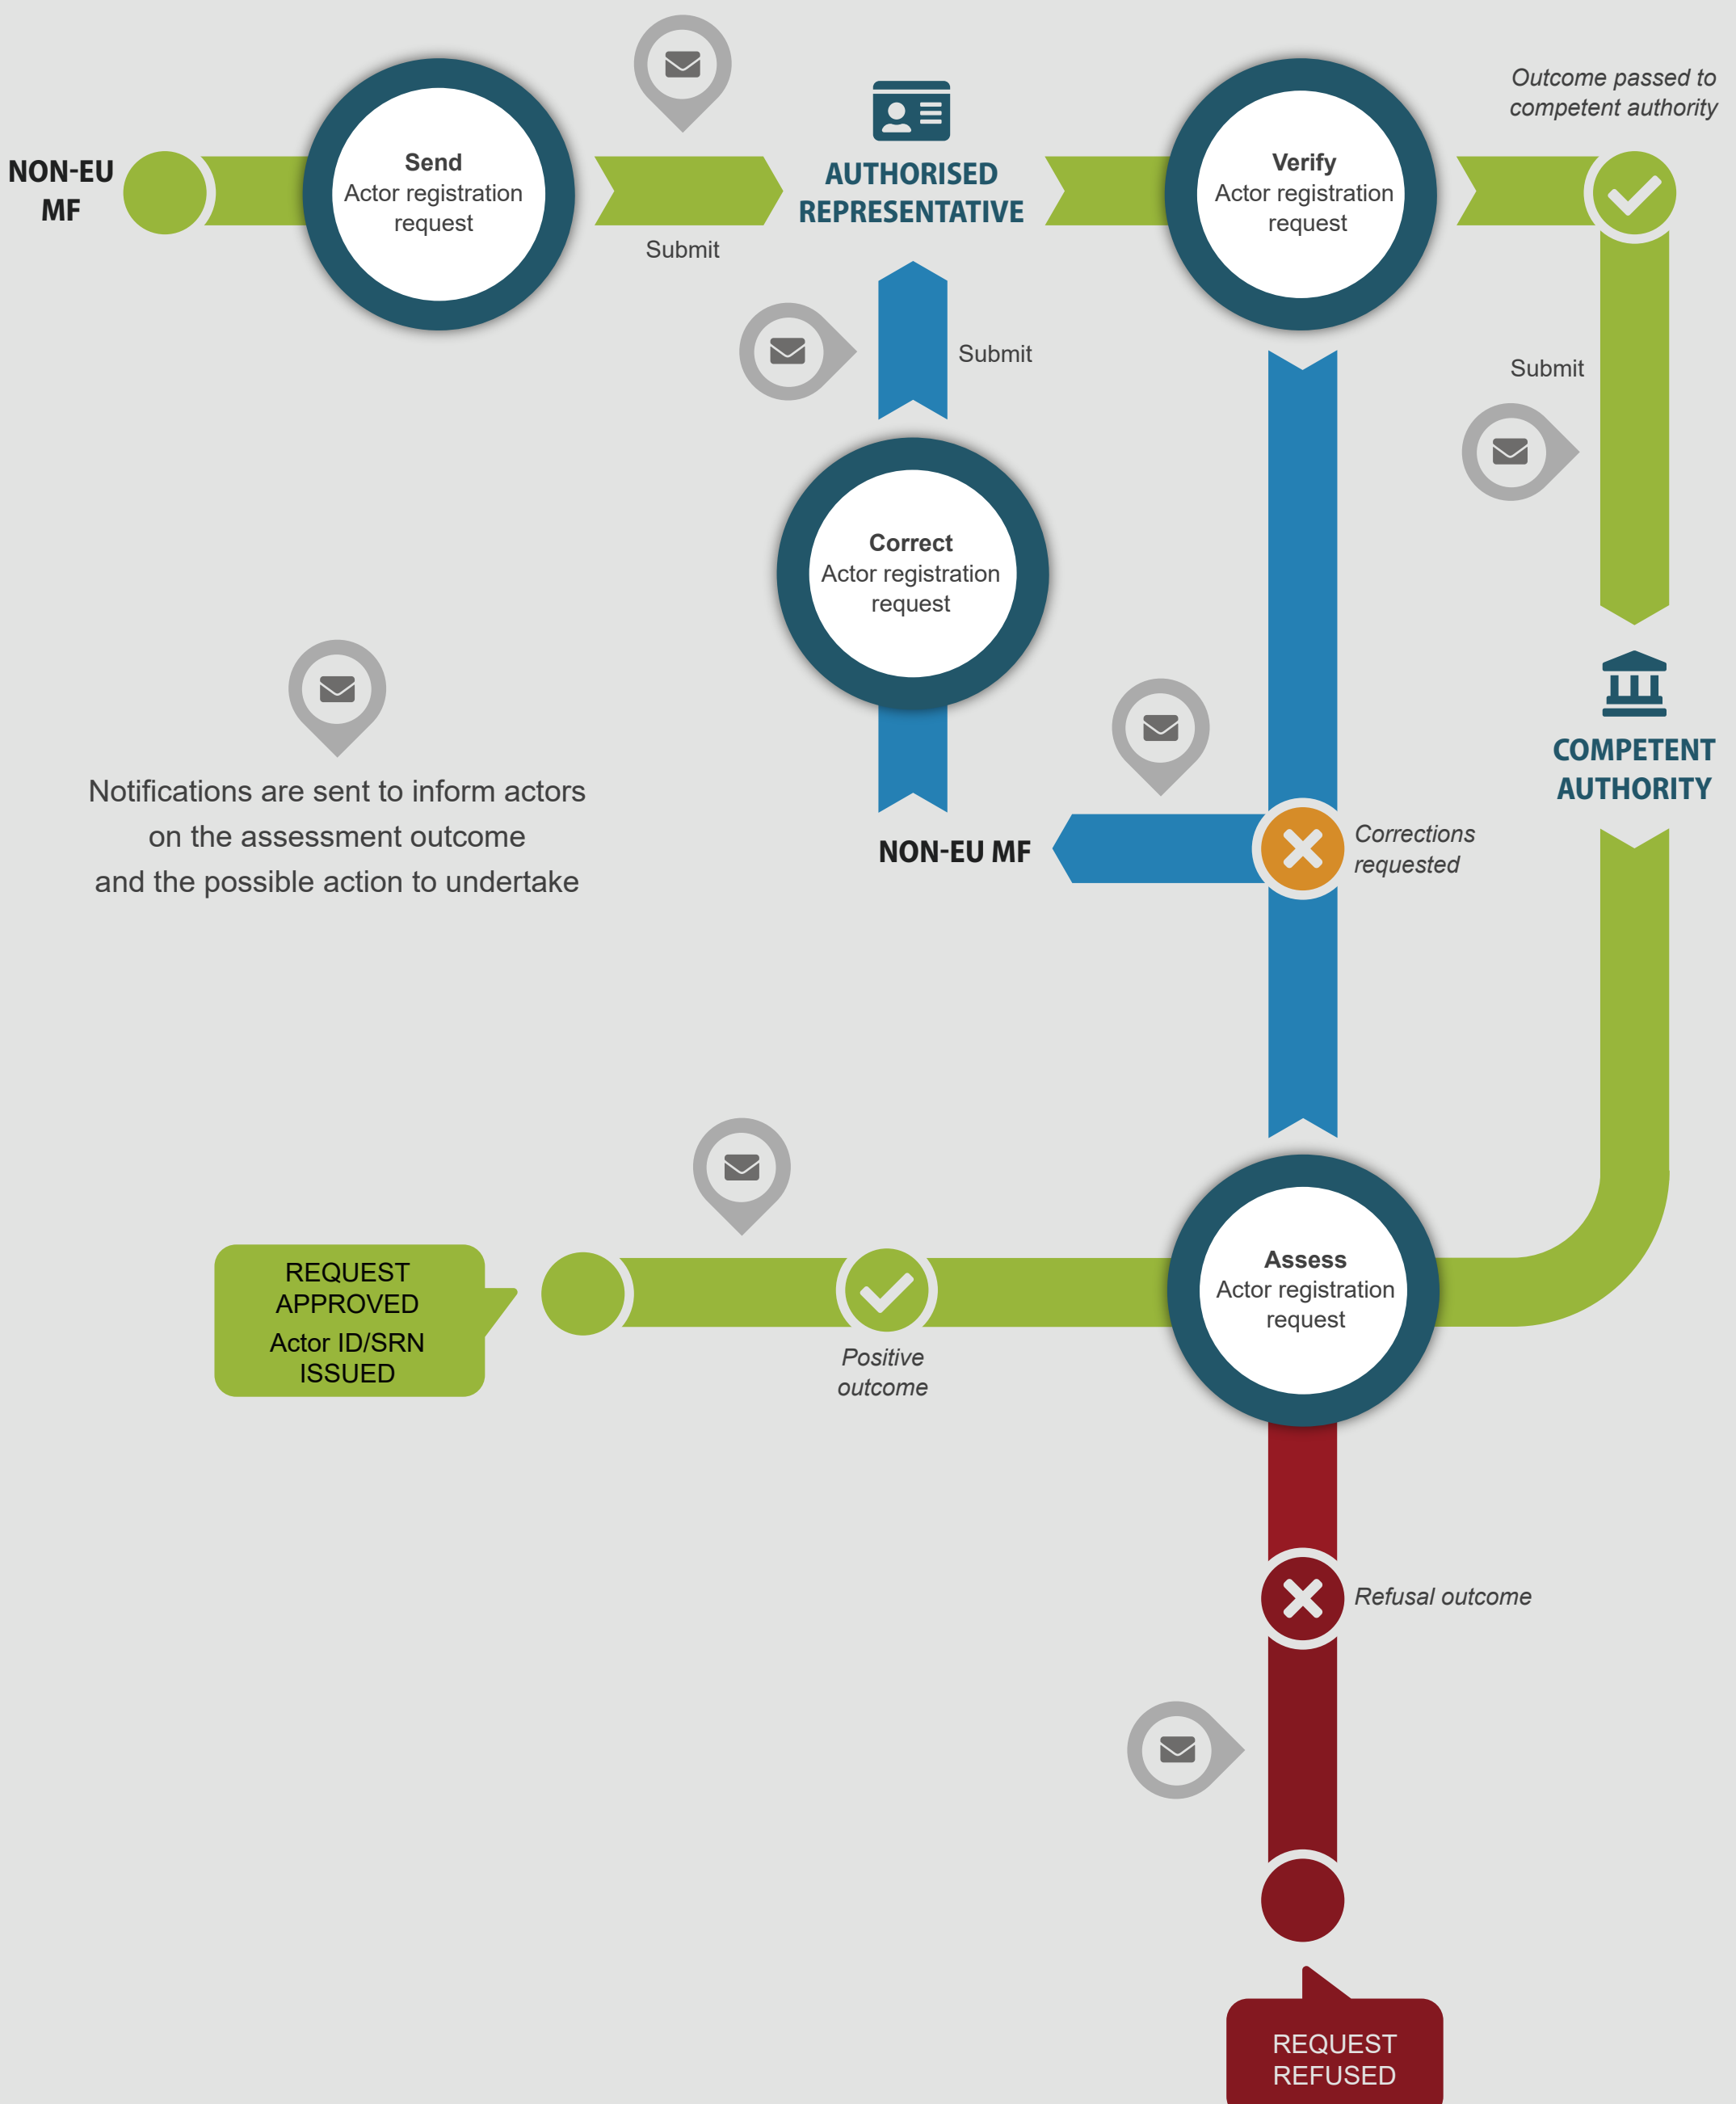 Outcome passed to
competent authority
NON-EU
MF
Send
Actor registration
request
Submit
AUTHORISED
REPRESENTATIVE
Verify
Actor registration
request
Submit
Submit
Correct
Actor registration
request
COMPETENT
AUTHORITY
Notifications are sent to inform actors
on the assessment outcome
and the possible action to undertake
NON-EU MF
Corrections
requested
REQUEST
APPROVED
Actor ID/SRN
ISSUED
Positive
outcome
Assess
Actor registration
request
Refusal outcome
REQUEST
REFUSED